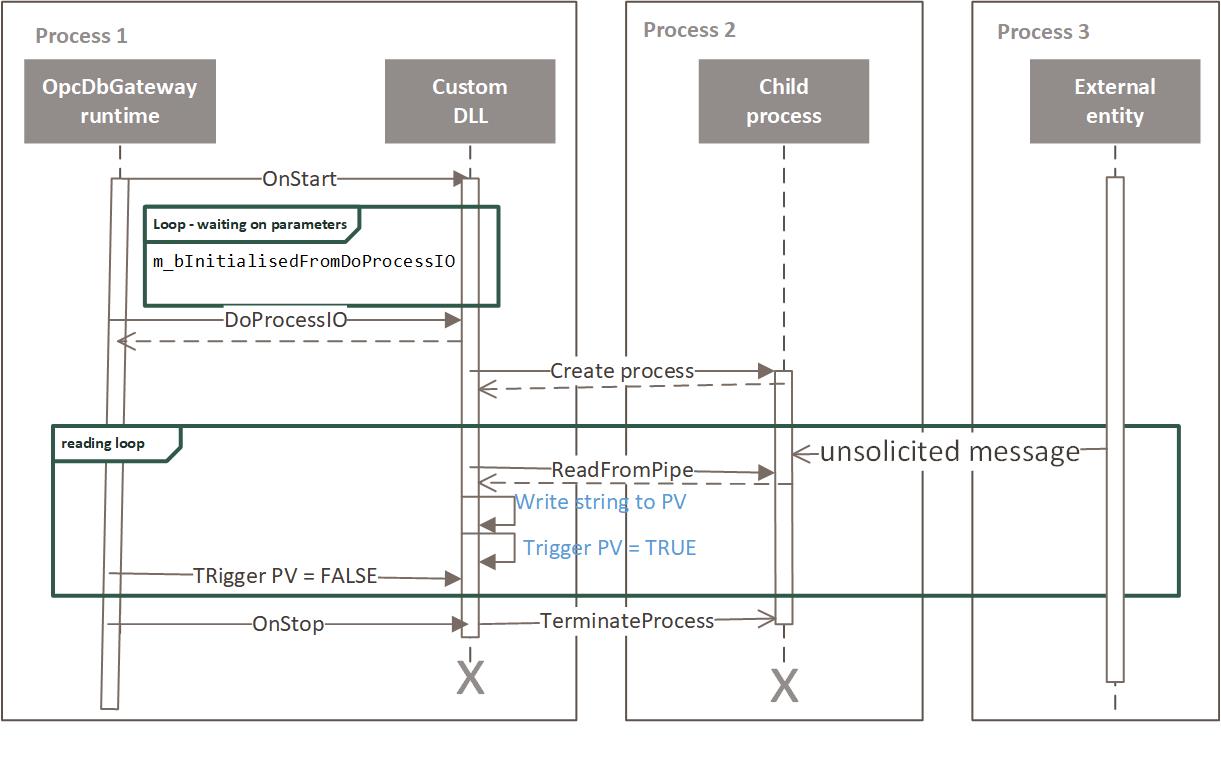 Process 1
Process 2
Process 3
OpcDbGateway
runtime
Custom
DLL
Child
process
External
entity
OnStart
Loop - waiting on parameters
m_bInitialisedFromDoProcessIO
DoProcessIO
Create process
reading loop
unsolicited message
ReadFromPipe
Write string to PV
Trigger PV = TRUE
TRigger PV = FALSE
OnStop
TerminateProcess
X
X